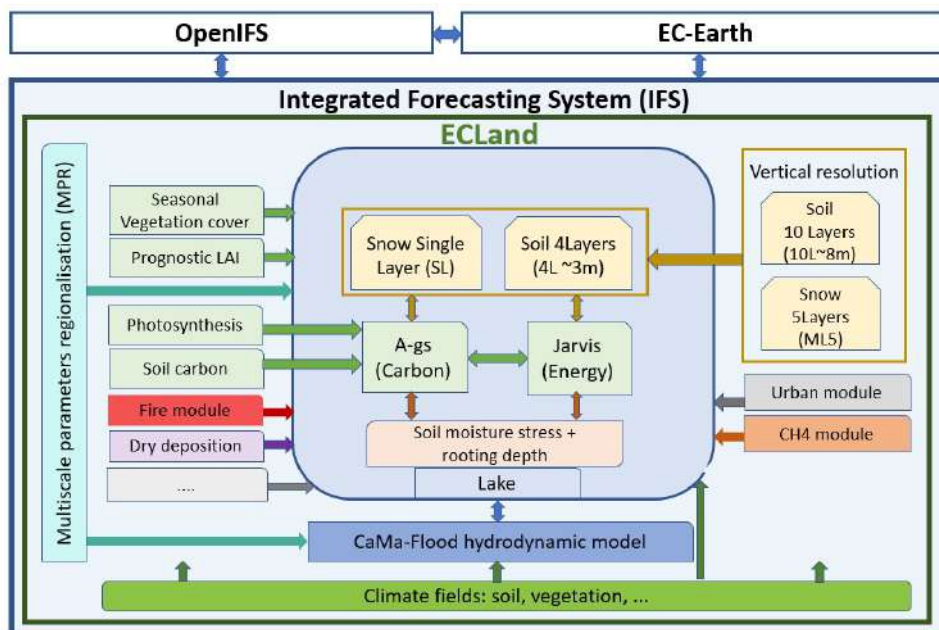 OpenIFS
EC-Earth
Integrated Forecasting System (IFS)
ECLand
Multiscale parameters regionalisation (MPR)
Seasonal
Vegetation cover
Prognostic LAI
Photosynthesis
Soil carbon
Fire module
Dry deposition
....
Snow Single
Layer (SL)
Soil 4Layers
(4L ~3m)
A-gs
(Carbon)
Jarvis
(Energy)
Soil moisture stress +
rooting depth
Lake
Vertical resolution
Soil
10 Layers
(10L~8m)
Snow
5Layers
(ML5)
Urban module
CH4 module
CaMa-Flood hydrodynamic model
Climate fields: soil, vegetation, ...